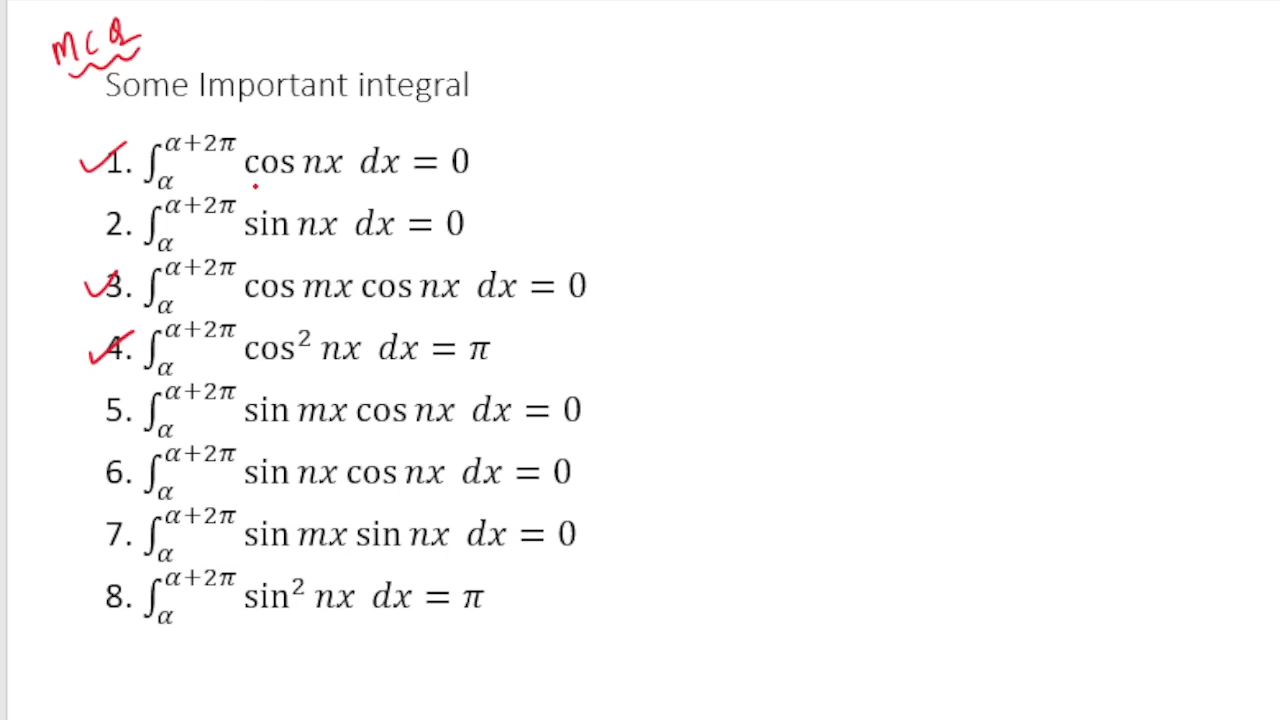 MCQ
Some Important integral
1. ∫_α^{α+2π} cos nx dx = 0
2. ∫_α^{α+2π} sin nx dx = 0
3. ∫_α^{α+2π} cos mx cos nx dx = 0
4. ∫_α^{α+2π} cos² nx dx = π
5. ∫_α^{α+2π} sin mx cos nx dx = 0
6. ∫_α^{α+2π} sin nx cos nx dx = 0
7. ∫_α^{α+2π} sin mx sin nx dx = 0
8. ∫_α^{α+2π} sin² nx dx = π